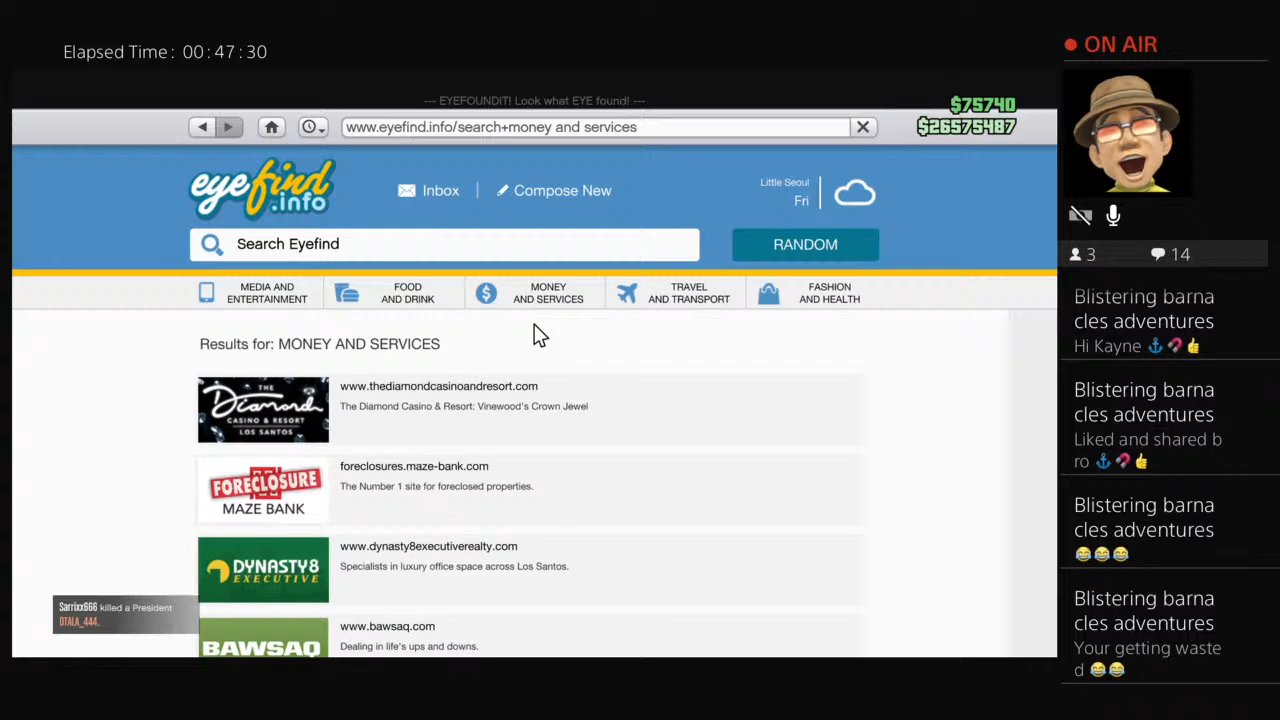 Elapsed Time: 00:47:30
ON AIR
--- EYEFOUNDIT! Look what EYE found! ---
$75740
$26575487
www.eyefind.info/search+money and services
eyefind
.info
Inbox
Compose New
Little Seoul
Fri
Search Eyefind
RANDOM
MEDIA AND
ENTERTAINMENT
FOOD
AND DRINK
MONEY
AND SERVICES
TRAVEL
AND TRANSPORT
FASHION
AND HEALTH
Results for: MONEY AND SERVICES
THE
Diamond
CASINO & RESORT
LOS SANTOS
www.thediamondcasinoandresort.com
The Diamond Casino & Resort: Vinewood's Crown Jewel
FORECLOSURE
MAZE BANK
foreclosures.maze-bank.com
The Number 1 site for foreclosed properties.
DYNASTY8
EXECUTIVE
www.dynasty8executiverealty.com
Specialists in luxury office space across Los Santos.
BAWSAQ
www.bawsaq.com
Dealing in life's ups and downs.
Sarrixx666 killed a President
OTALA_444.
3
14
Blistering barna
cles adventures
Hi Kayne ⚓🧲👍
Blistering barna
cles adventures
Liked and shared b
ro ⚓🧲👍
Blistering barna
cles adventures
😂😂😂
Blistering barna
cles adventures
Your getting waste
d 😂😂